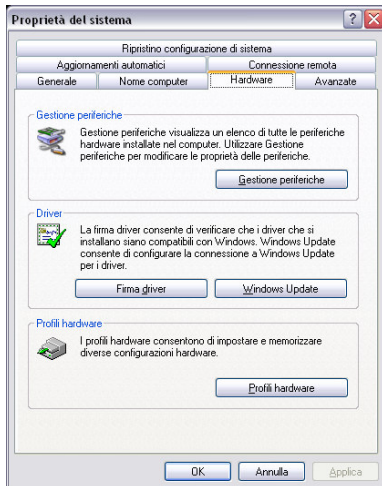 Proprietà del sistema
Ripristino configurazione di sistema
Aggiornamenti automatici
Connessione remota
Generale
Nome computer
Hardware
Avanzate
Gestione periferiche
Gestione periferiche visualizza un elenco di tutte le periferiche
hardware installate nel computer. Utilizzare Gestione
periferiche per modificare le proprietà delle periferiche.
Gestione periferiche
Driver
La firma driver consente di verificare che i driver che si
installano siano compatibili con Windows. Windows Update
consente di configurare la connessione a Windows Update
per i driver.
Firma driver
Windows Update
Profili hardware
I profili hardware consentono di impostare e memorizzare
diverse configurazioni hardware.
Profili hardware
OK
Annulla
Applica